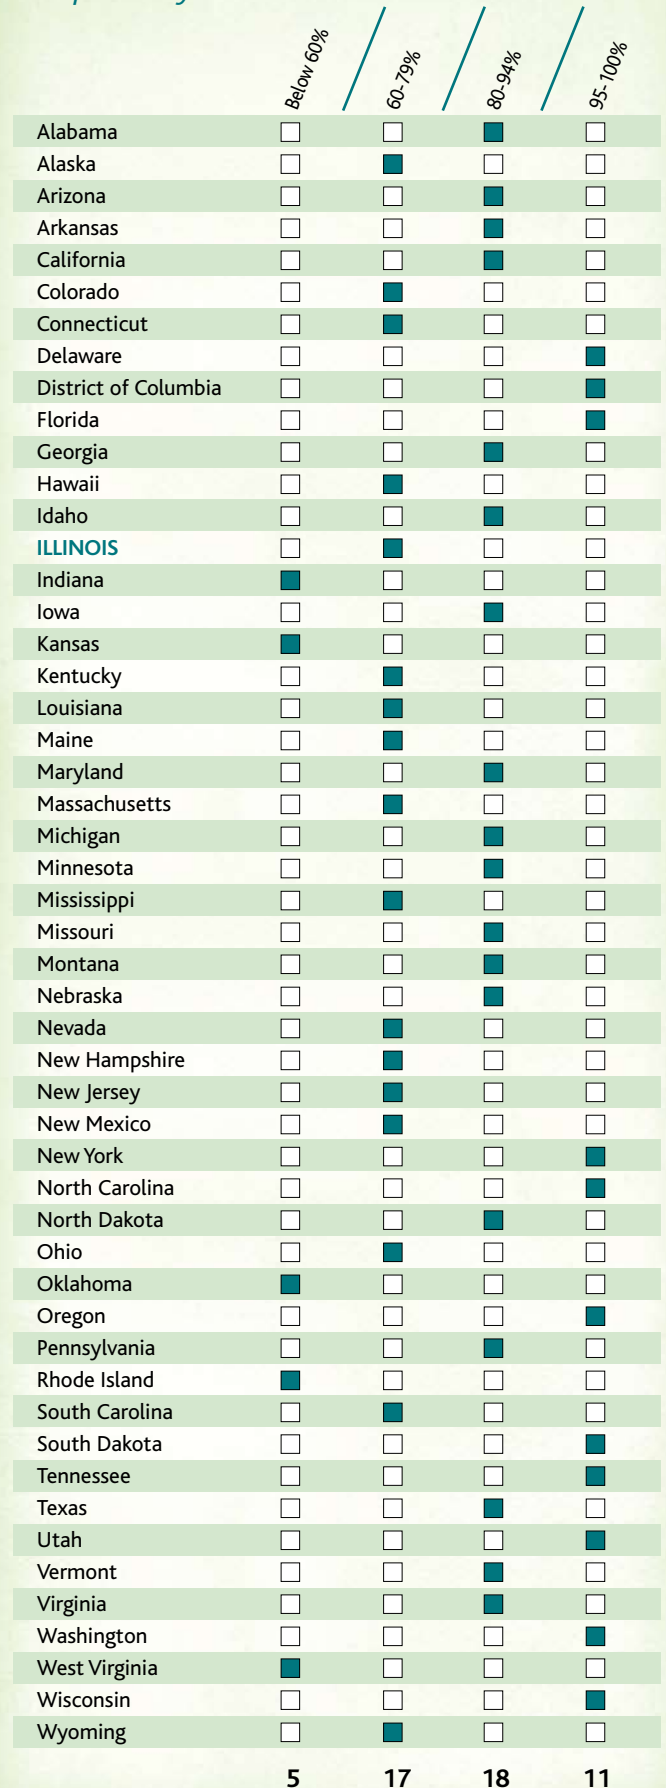 Below 60%
60-79%
80-94%
95-100%
Alabama
Alaska
Arizona
Arkansas
California
Colorado
Connecticut
Delaware
District of Columbia
Florida
Georgia
Hawaii
Idaho
ILLINOIS
Indiana
Iowa
Kansas
Kentucky
Louisiana
Maine
Maryland
Massachusetts
Michigan
Minnesota
Mississippi
Missouri
Montana
Nebraska
Nevada
New Hampshire
New Jersey
New Mexico
New York
North Carolina
North Dakota
Ohio
Oklahoma
Oregon
Pennsylvania
Rhode Island
South Carolina
South Dakota
Tennessee
Texas
Utah
Vermont
Virginia
Washington
West Virginia
Wisconsin
Wyoming
5 17 18 11